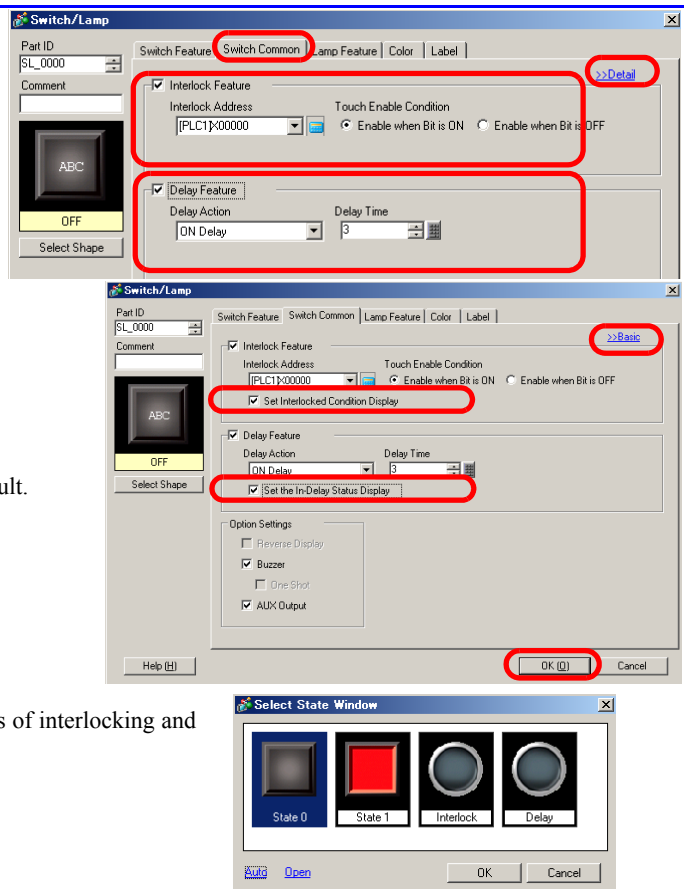 Switch/Lamp
Part ID
SL_0000
Comment
ABC
OFF
Select Shape
Switch Feature Switch Common Lamp Feature Color Label
>>Detail
Interlock Feature
Interlock Address Touch Enable Condition
[PLC1]X00000 Enable when Bit is ON Enable when Bit is OFF
Delay Feature
Delay Action Delay Time
ON Delay 3
Switch/Lamp
Part ID
SL_0000
Comment
ABC
OFF
Select Shape
Switch Feature Switch Common Lamp Feature Color Label
>>Basic
Interlock Feature
Interlock Address Touch Enable Condition
[PLC1]X00000 Enable when Bit is ON Enable when Bit is OFF
Set Interlocked Condition Display
Delay Feature
Delay Action Delay Time
ON Delay 3
Set the In-Delay Status Display
Option Settings
Reverse Display
Buzzer
One Shot
AUX Output
Help (H) OK (O) Cancel
ult.
s of interlocking and
Select State Window
State 0 State 1 Interlock Delay
Auto Open OK Cancel